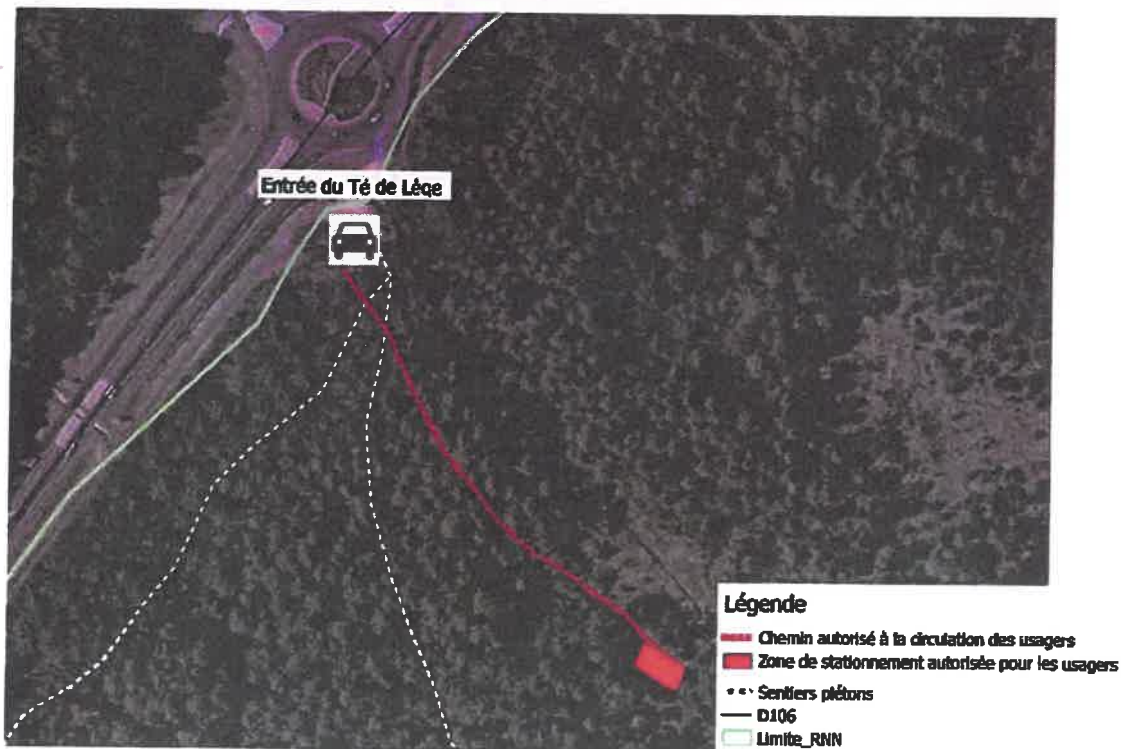 Entrée du Té de Lège
Légende
Chemin autorisé à la circulation des usagers
Zone de stationnement autorisée pour les usagers
Sentiers piétons
D106
Limite_RNN